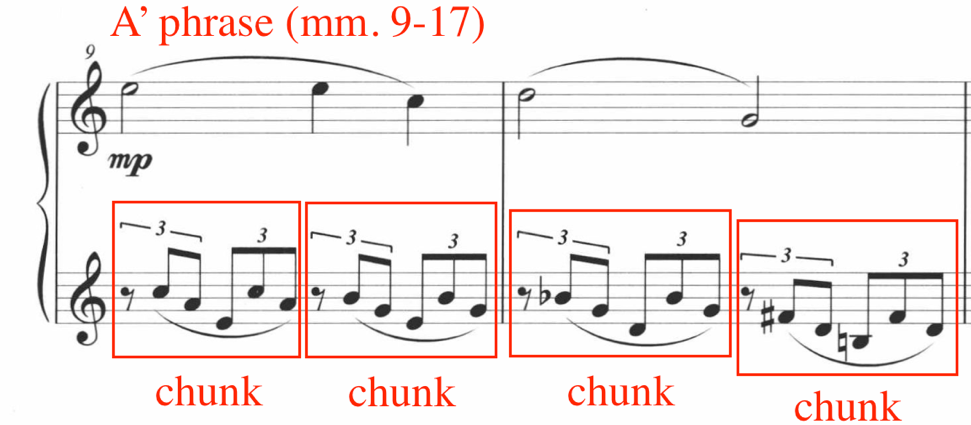 A’ phrase (mm. 9-17)
9
mp
3 3 3 3 3 3 3 3
chunk chunk chunk chunk